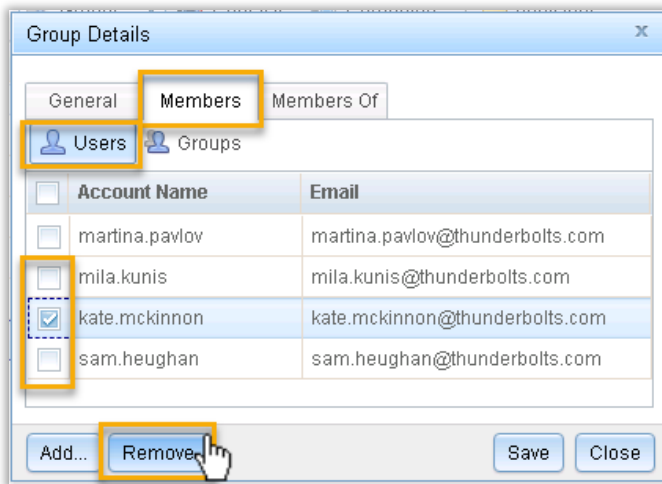 Group Details x
General Members Members Of
Users Groups
Account Name Email
martina.pavlov martina.pavlov@thunderbolts.com
mila.kunis mila.kunis@thunderbolts.com
kate.mckinnon kate.mckinnon@thunderbolts.com
sam.heughan sam.heughan@thunderbolts.com
Add... Remove Save Close